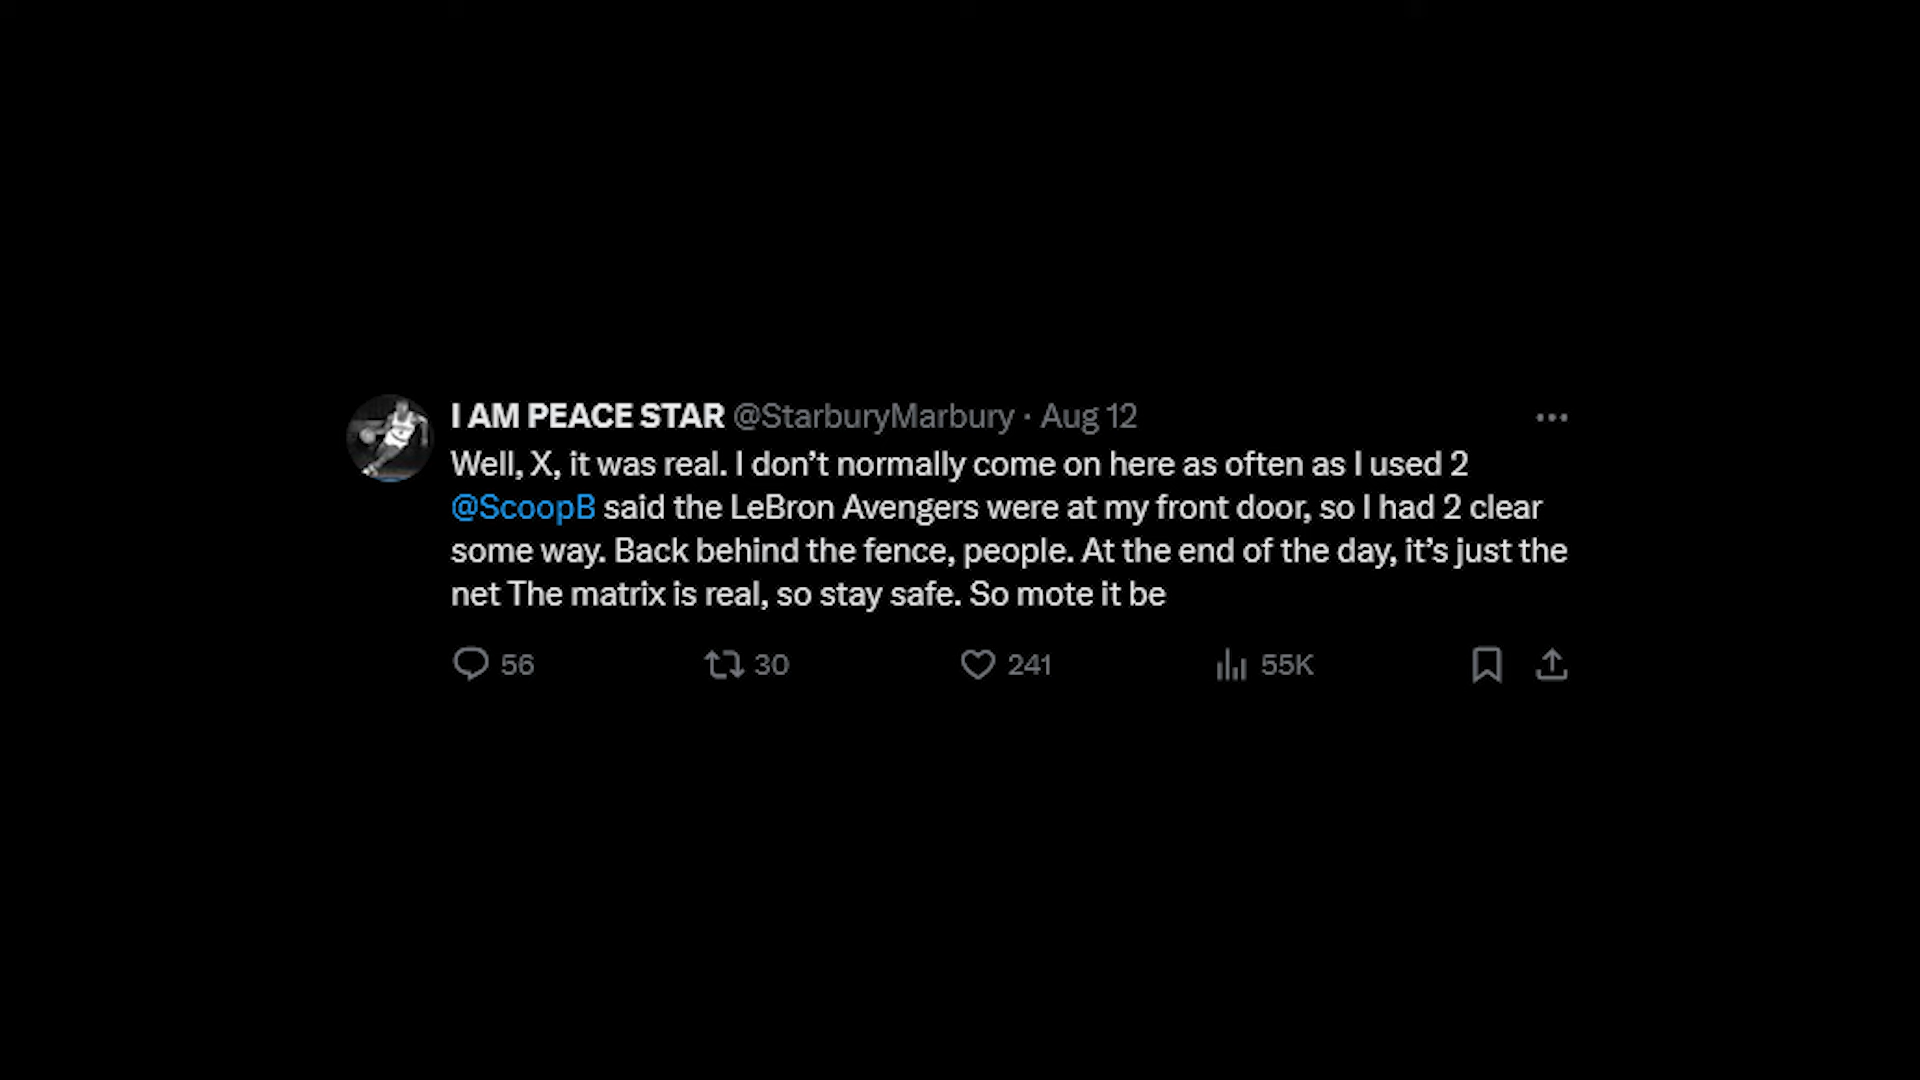 I AM PEACE STAR @StarburyMarbury · Aug 12
Well, X, it was real. I don’t normally come on here as often as I used 2
@ScoopB said the LeBron Avengers were at my front door, so I had 2 clear
some way. Back behind the fence, people. At the end of the day, it’s just the
net The matrix is real, so stay safe. So mote it be
56 30 241 55K